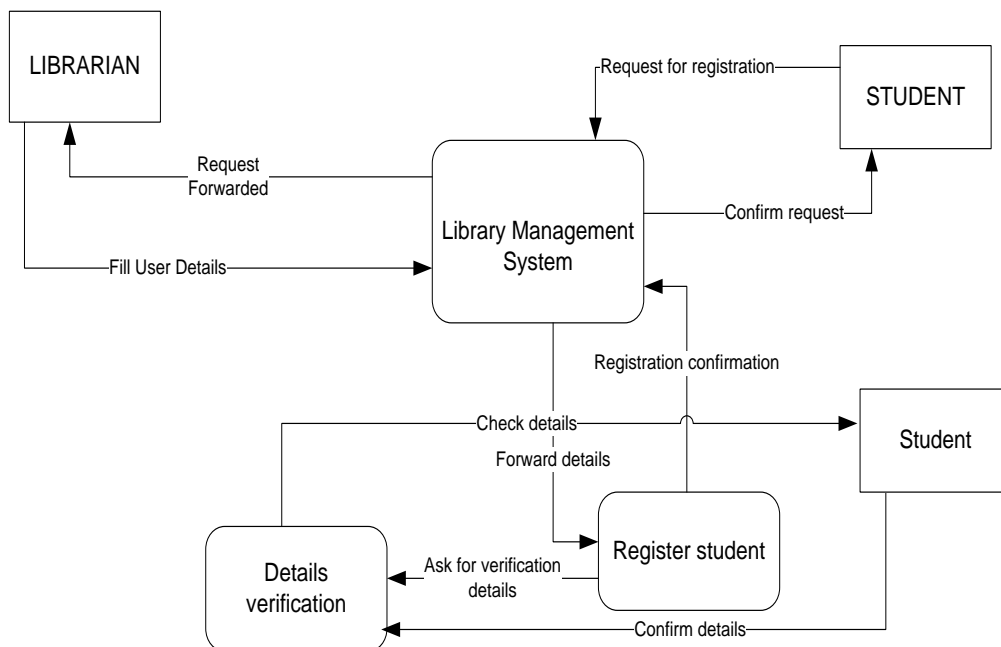 LIBRARIAN
Request for registration
STUDENT
Request
Forwarded
Confirm request
Library Management
System
Fill User Details
Registration confirmation
Check details
Student
Forward details
Register student
Ask for verification
details
Details
verification
Confirm details